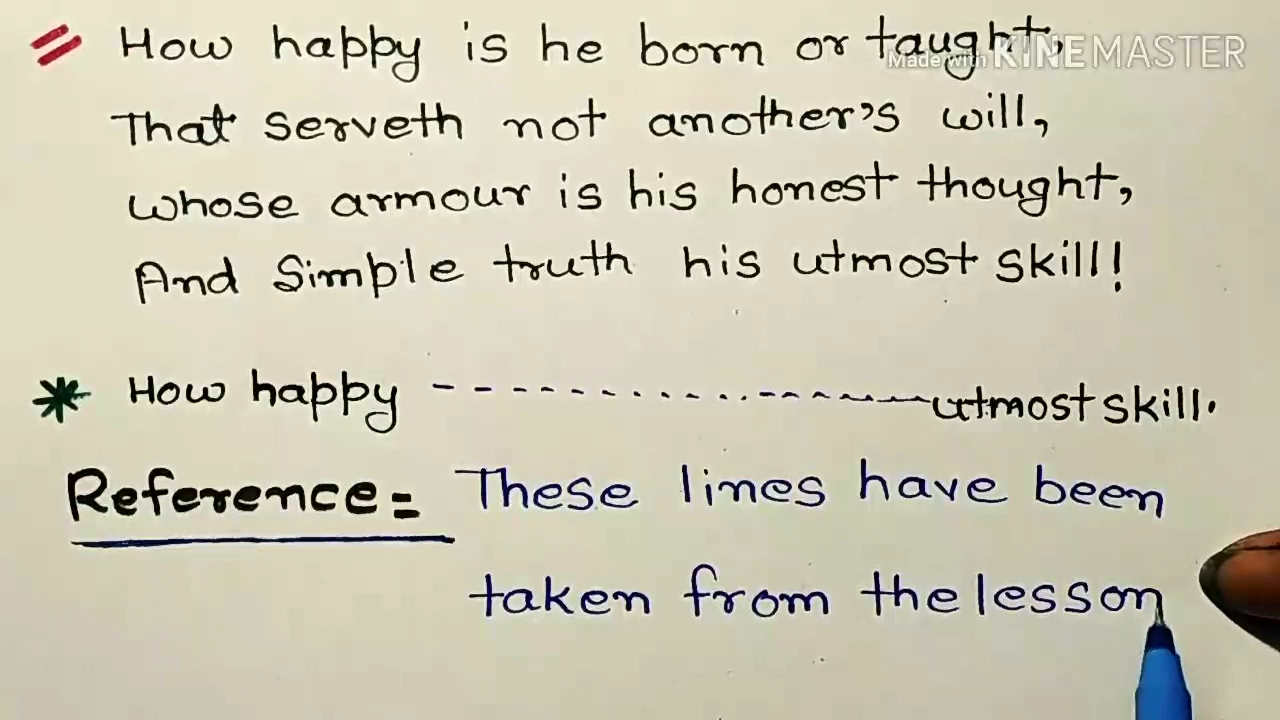 How happy is he born or taught,
Made with KINEMASTER
That serveth not another's will,
whose armour is his honest thought,
And Simple truth his utmost skill!
How happy ---------------- utmost skill.
Reference = These lines have been
taken from the lesson